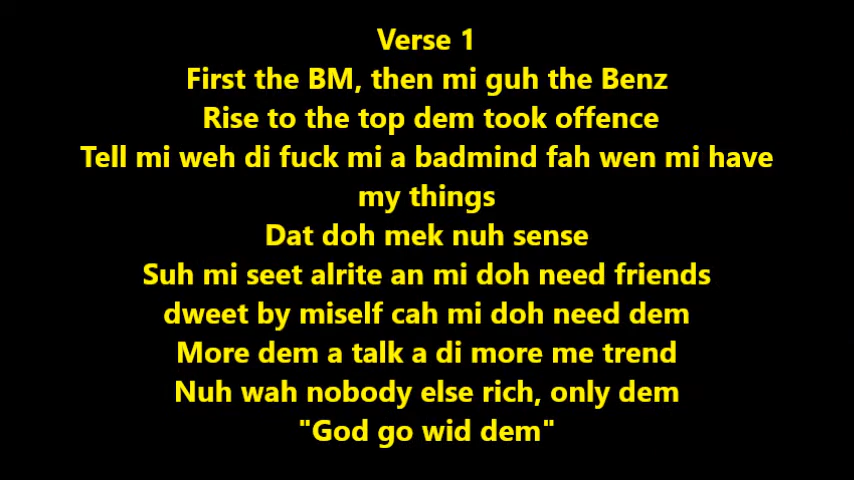 Verse 1
First the BM, then mi guh the Benz
Rise to the top dem took offence
Tell mi weh di fuck mi a badmind fah wen mi have
my things
Dat doh mek nuh sense
Suh mi seet alrite an mi doh need friends
dweet by miself cah mi doh need dem
More dem a talk a di more me trend
Nuh wah nobody else rich, only dem
"God go wid dem"